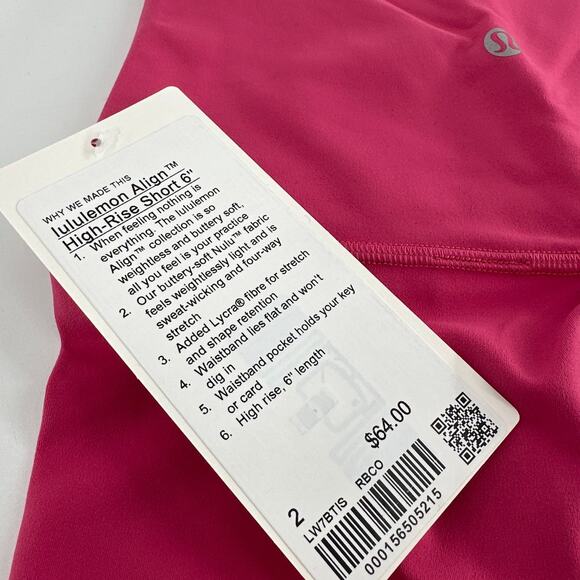 WHY WE MADE THIS
lululemon Align™
High-Rise Short 6"
1. When feeling nothing is
everything. The lululemon
Align™ collection is so
weightless and buttery soft,
all you feel is your practice
2. Our buttery-soft Nulu™ fabric
feels weightlessly light and is
sweat-wicking and four-way
stretch
3. Added Lycra® fibre for stretch
and shape retention
4. Waistband lies flat and won't
dig in
5. Waistband pocket holds your key
or card
6. High rise, 6" length
$64.00
2
LW7BTIS
RBCO
000156505215